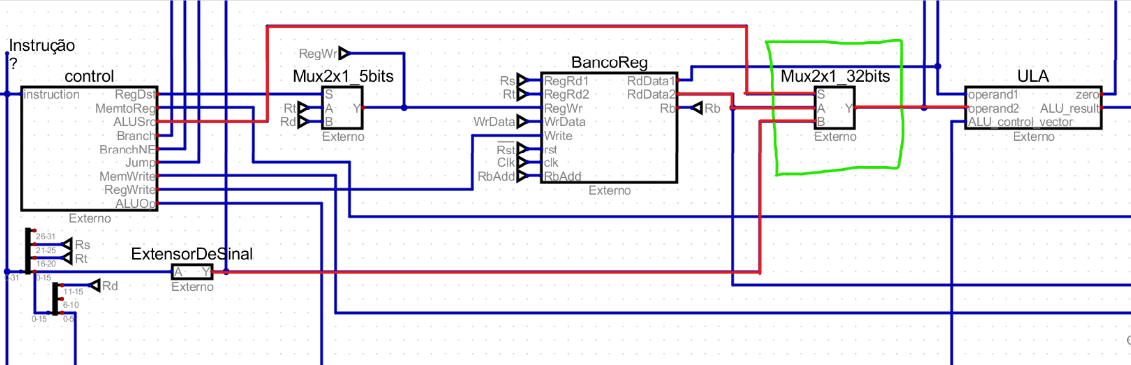 Instrução
?
control
instruction
RegDst
MemtoReg
ALUSrc
Branch
BranchNE
Jump
MemWrite
RegWrite
ALUOp
Externo
RegWr
Mux2x1_5bits
Rt
Rd
S
A
B
Y
Externo
BancoReg
Rs
Rt
WrData
Rst
Clk
RbAdd
RegRd1
RegRd2
RegWr
WrData
Write
rst
clk
RbAdd
RdData1
RdData2
Rb
Rb
Externo
Mux2x1_32bits
S
A
B
Y
Externo
ULA
operand1
operand2
ALU_control_vector
zero
ALU_result
Externo
26-31
21-25
16-20
0-15
Rs
Rt
0-31
ExtensorDeSinal
A
Y
Externo
11-15
6-10
0-5
Rd
0-15